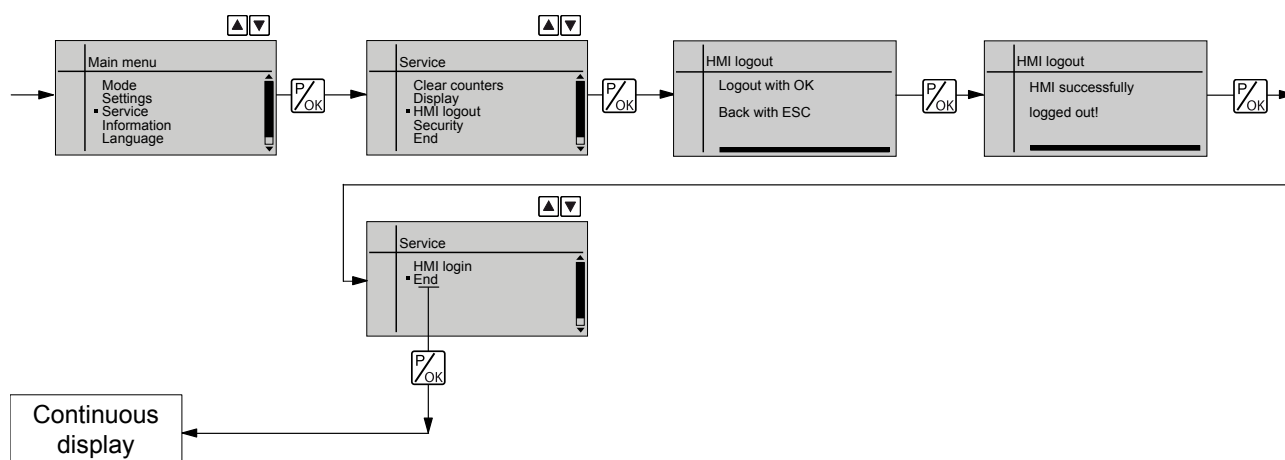 Main menu
Mode
Settings
Service
Information
Language
P/OK
Service
Clear counters
Display
HMI logout
Security
End
P/OK
HMI logout
Logout with OK
Back with ESC
P/OK
HMI logout
HMI successfully
logged out!
P/OK
Service
HMI login
End
P/OK
Continuous
display